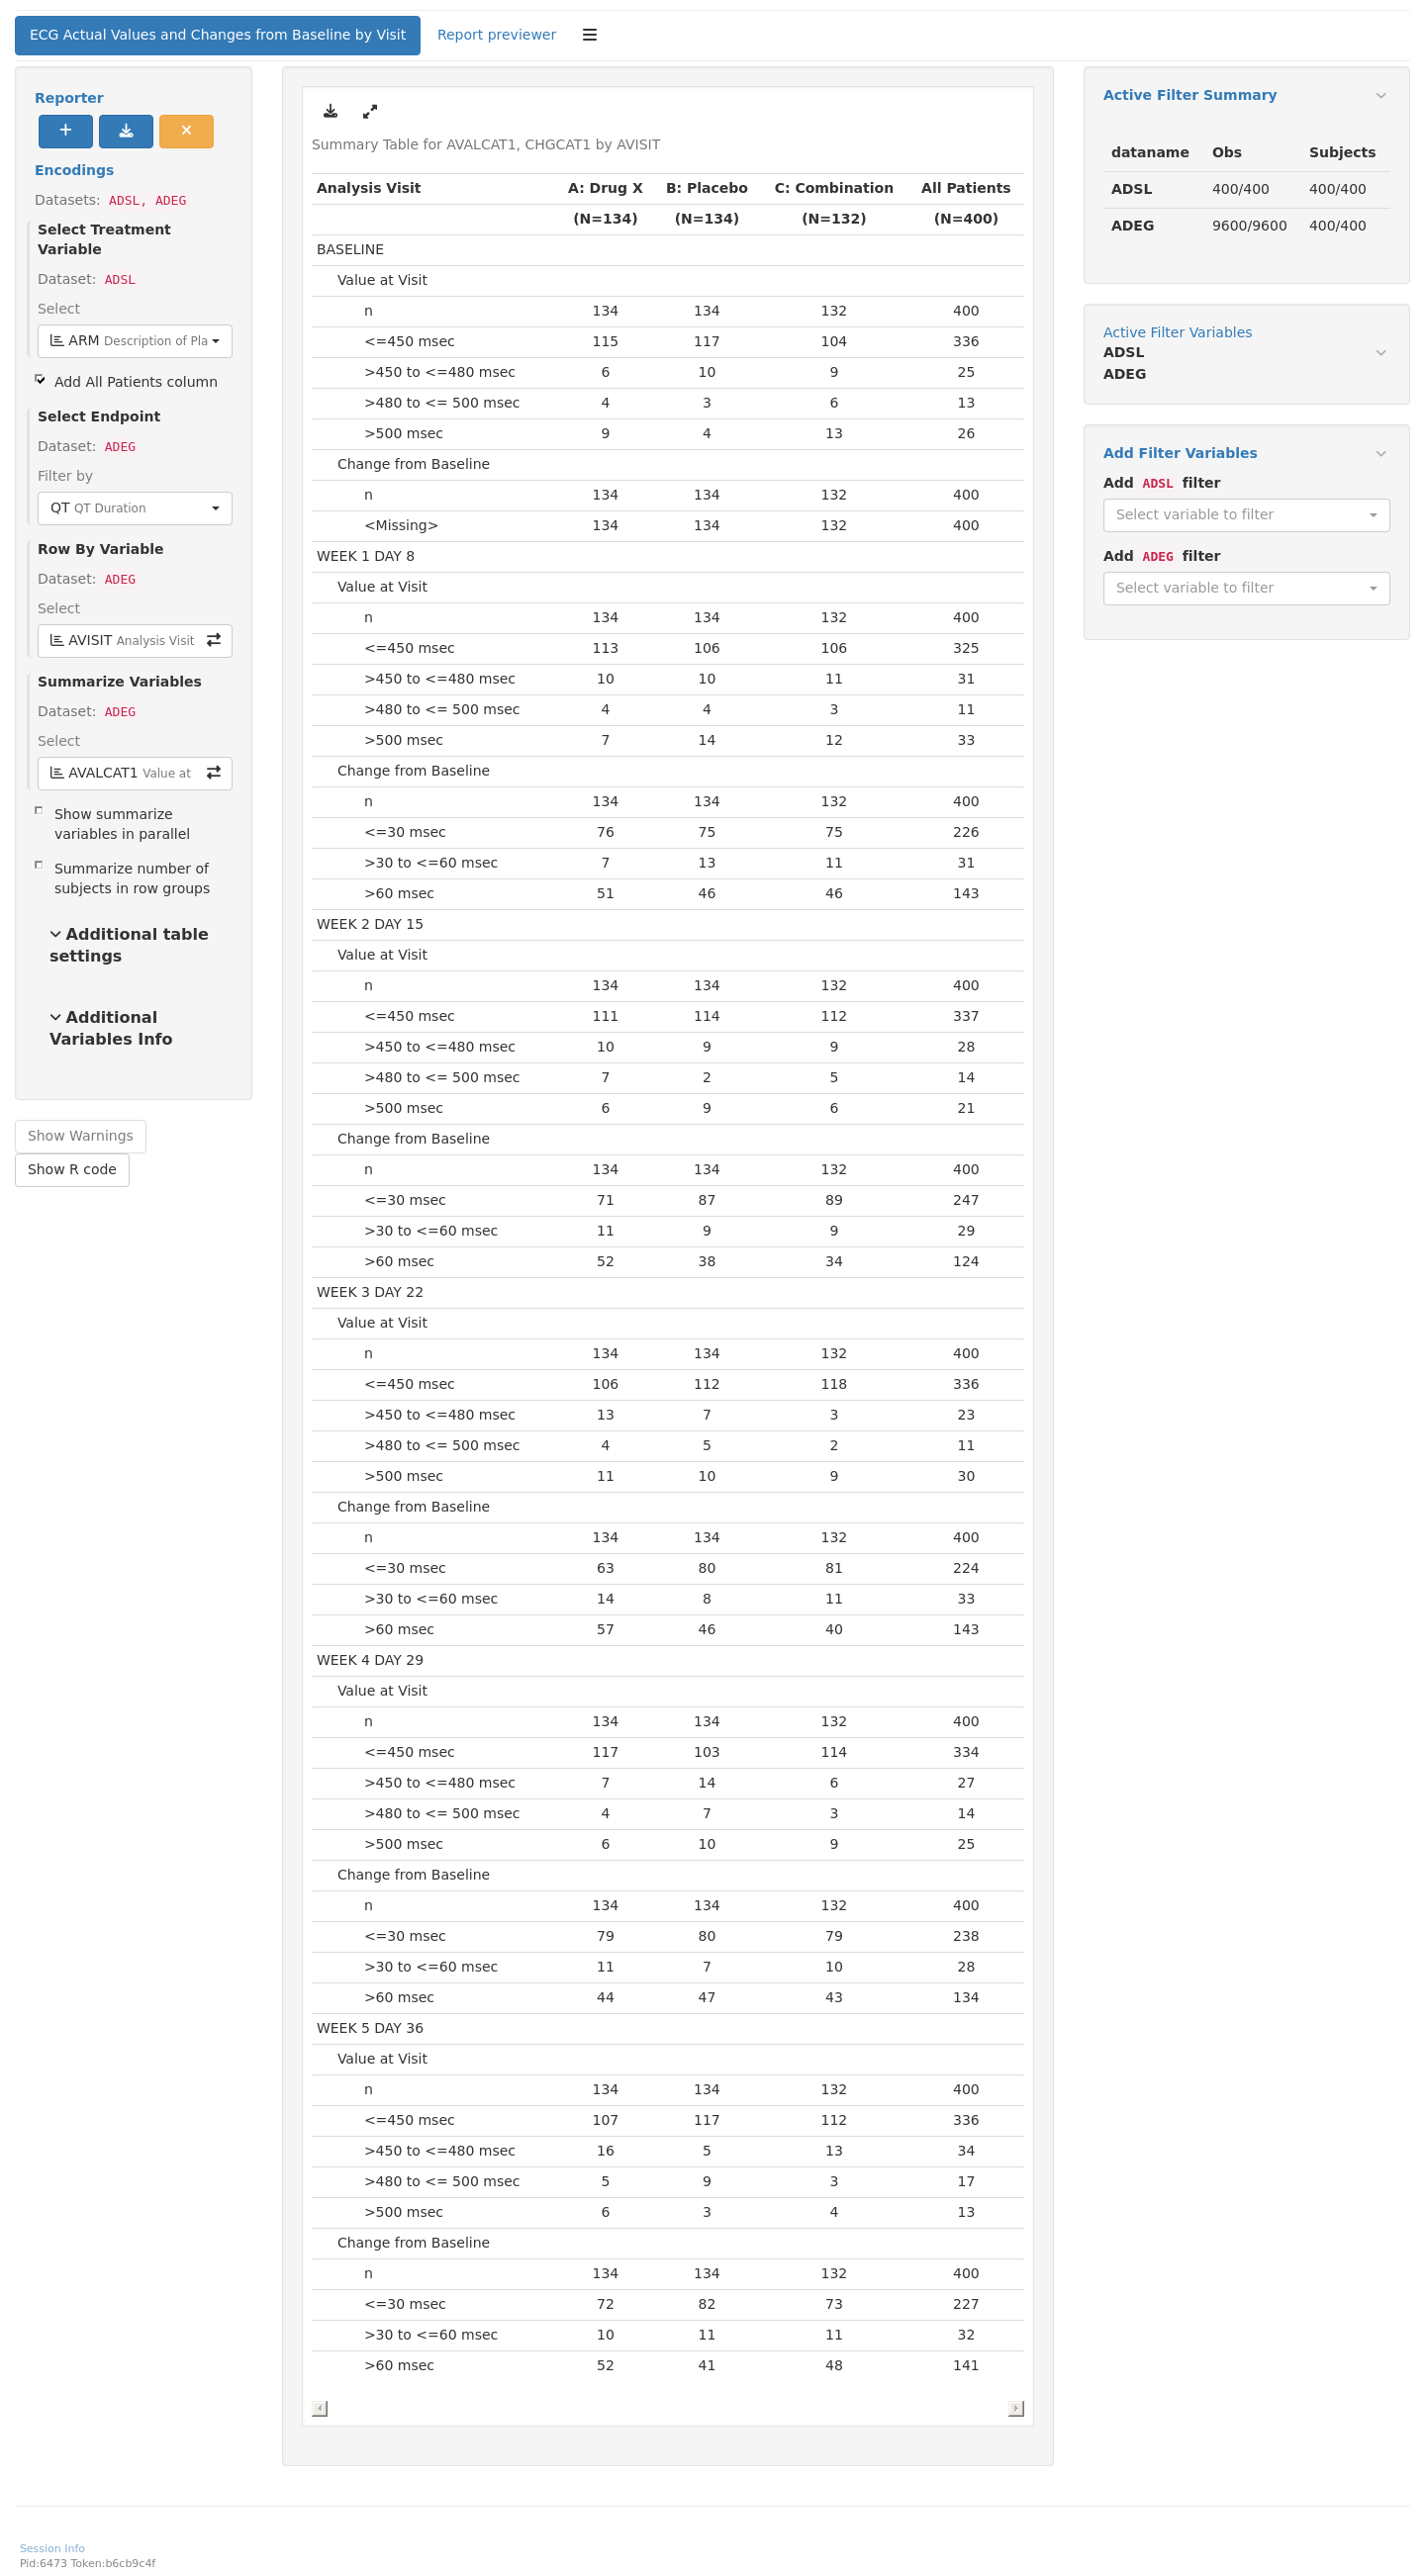 ECG Actual Values and Changes from Baseline by Visit Report previewer
Reporter
Encodings
Datasets: ADSL, ADEG
Select Treatment
Variable
Dataset: ADSL
Select
ARM Description of Pla
Add All Patients column
Select Endpoint
Dataset: ADEG
Filter by
QT QT Duration
Row By Variable
Dataset: ADEG
Select
AVISIT Analysis Visit
Summarize Variables
Dataset: ADEG
Select
AVALCAT1 Value at
Show summarize
variables in parallel
Summarize number of
subjects in row groups
Additional table
settings
Additional
Variables Info
Show Warnings
Show R code
Summary Table for AVALCAT1, CHGCAT1 by AVISIT
Analysis Visit A: Drug X B: Placebo C: Combination All Patients
(N=134) (N=134) (N=132) (N=400)
BASELINE
Value at Visit
n 134 134 132 400
<=450 msec 115 117 104 336
>450 to <=480 msec 6 10 9 25
>480 to <= 500 msec 4 3 6 13
>500 msec 9 4 13 26
Change from Baseline
n 134 134 132 400
<Missing> 134 134 132 400
WEEK 1 DAY 8
Value at Visit
n 134 134 132 400
<=450 msec 113 106 106 325
>450 to <=480 msec 10 10 11 31
>480 to <= 500 msec 4 4 3 11
>500 msec 7 14 12 33
Change from Baseline
n 134 134 132 400
<=30 msec 76 75 75 226
>30 to <=60 msec 7 13 11 31
>60 msec 51 46 46 143
WEEK 2 DAY 15
Value at Visit
n 134 134 132 400
<=450 msec 111 114 112 337
>450 to <=480 msec 10 9 9 28
>480 to <= 500 msec 7 2 5 14
>500 msec 6 9 6 21
Change from Baseline
n 134 134 132 400
<=30 msec 71 87 89 247
>30 to <=60 msec 11 9 9 29
>60 msec 52 38 34 124
WEEK 3 DAY 22
Value at Visit
n 134 134 132 400
<=450 msec 106 112 118 336
>450 to <=480 msec 13 7 3 23
>480 to <= 500 msec 4 5 2 11
>500 msec 11 10 9 30
Change from Baseline
n 134 134 132 400
<=30 msec 63 80 81 224
>30 to <=60 msec 14 8 11 33
>60 msec 57 46 40 143
WEEK 4 DAY 29
Value at Visit
n 134 134 132 400
<=450 msec 117 103 114 334
>450 to <=480 msec 7 14 6 27
>480 to <= 500 msec 4 7 3 14
>500 msec 6 10 9 25
Change from Baseline
n 134 134 132 400
<=30 msec 79 80 79 238
>30 to <=60 msec 11 7 10 28
>60 msec 44 47 43 134
WEEK 5 DAY 36
Value at Visit
n 134 134 132 400
<=450 msec 107 117 112 336
>450 to <=480 msec 16 5 13 34
>480 to <= 500 msec 5 9 3 17
>500 msec 6 3 4 13
Change from Baseline
n 134 134 132 400
<=30 msec 72 82 73 227
>30 to <=60 msec 10 11 11 32
>60 msec 52 41 48 141
Active Filter Summary
dataname Obs Subjects
ADSL 400/400 400/400
ADEG 9600/9600 400/400
Active Filter Variables
ADSL
ADEG
Add Filter Variables
Add ADSL filter
Select variable to filter
Add ADEG filter
Select variable to filter
Session Info
Pid:6473 Token:b6cb9c4f